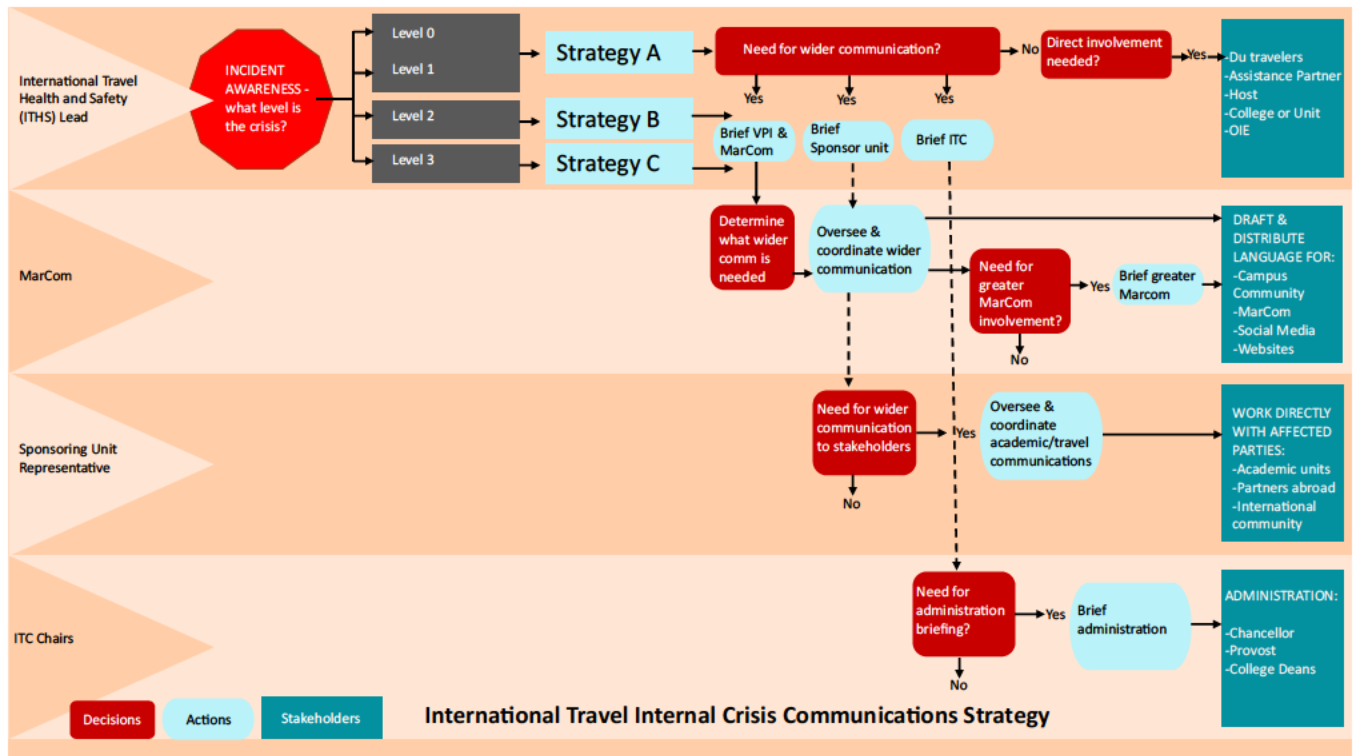 International Travel
Health and Safety
(ITHS) Lead
INCIDENT
AWARENESS -
what level is
the crisis?
Level 0
Level 1
Level 2
Level 3
Strategy A
Strategy B
Strategy C
Need for wider communication?
No
Direct involvement
needed?
Yes
-Du travelers
-Assistance Partner
-Host
-College or Unit
-OIE
Yes
Yes
Yes
Brief VPI &
MarCom
Brief
Sponsor unit
Brief ITC
MarCom
Determine
what wider
comm is
needed
Oversee &
coordinate wider
communication
Need for
greater
MarCom
involvement?
Yes
No
Brief greater
Marcom
DRAFT &
DISTRIBUTE
LANGUAGE FOR:
-Campus
Community
-MarCom
-Social Media
-Websites
Sponsoring Unit
Representative
Need for wider
communication
to stakeholders
Yes
No
Oversee &
coordinate
academic/travel
communications
WORK DIRECTLY
WITH AFFECTED
PARTIES:
-Academic units
-Partners abroad
-International
community
ITC Chairs
Need for
administration
briefing?
Yes
No
Brief
administration
ADMINISTRATION:
-Chancellor
-Provost
-College Deans
Decisions
Actions
Stakeholders
International Travel Internal Crisis Communications Strategy